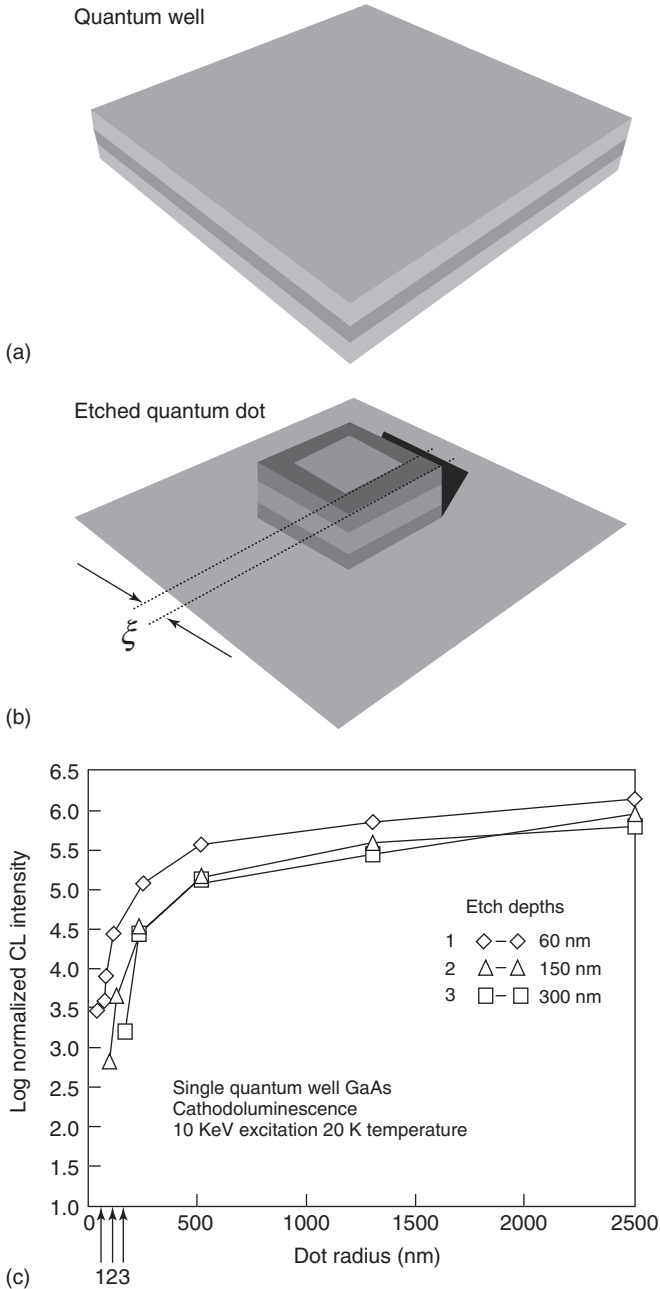 Quantum well
(a)
Etched quantum dot
ξ
(b)
6.5
6.0
5.5
5.0
4.5
4.0
3.5
3.0
2.5
2.0
1.5
1.0
Log normalized CL intensity
Etch depths
1 ◇–◇ 60 nm
2 △–△ 150 nm
3 □–□ 300 nm
Single quantum well GaAs
Cathodoluminescence
10 KeV excitation 20 K temperature
0 500 1000 1500 2000 2500
123
Dot radius (nm)
(c)